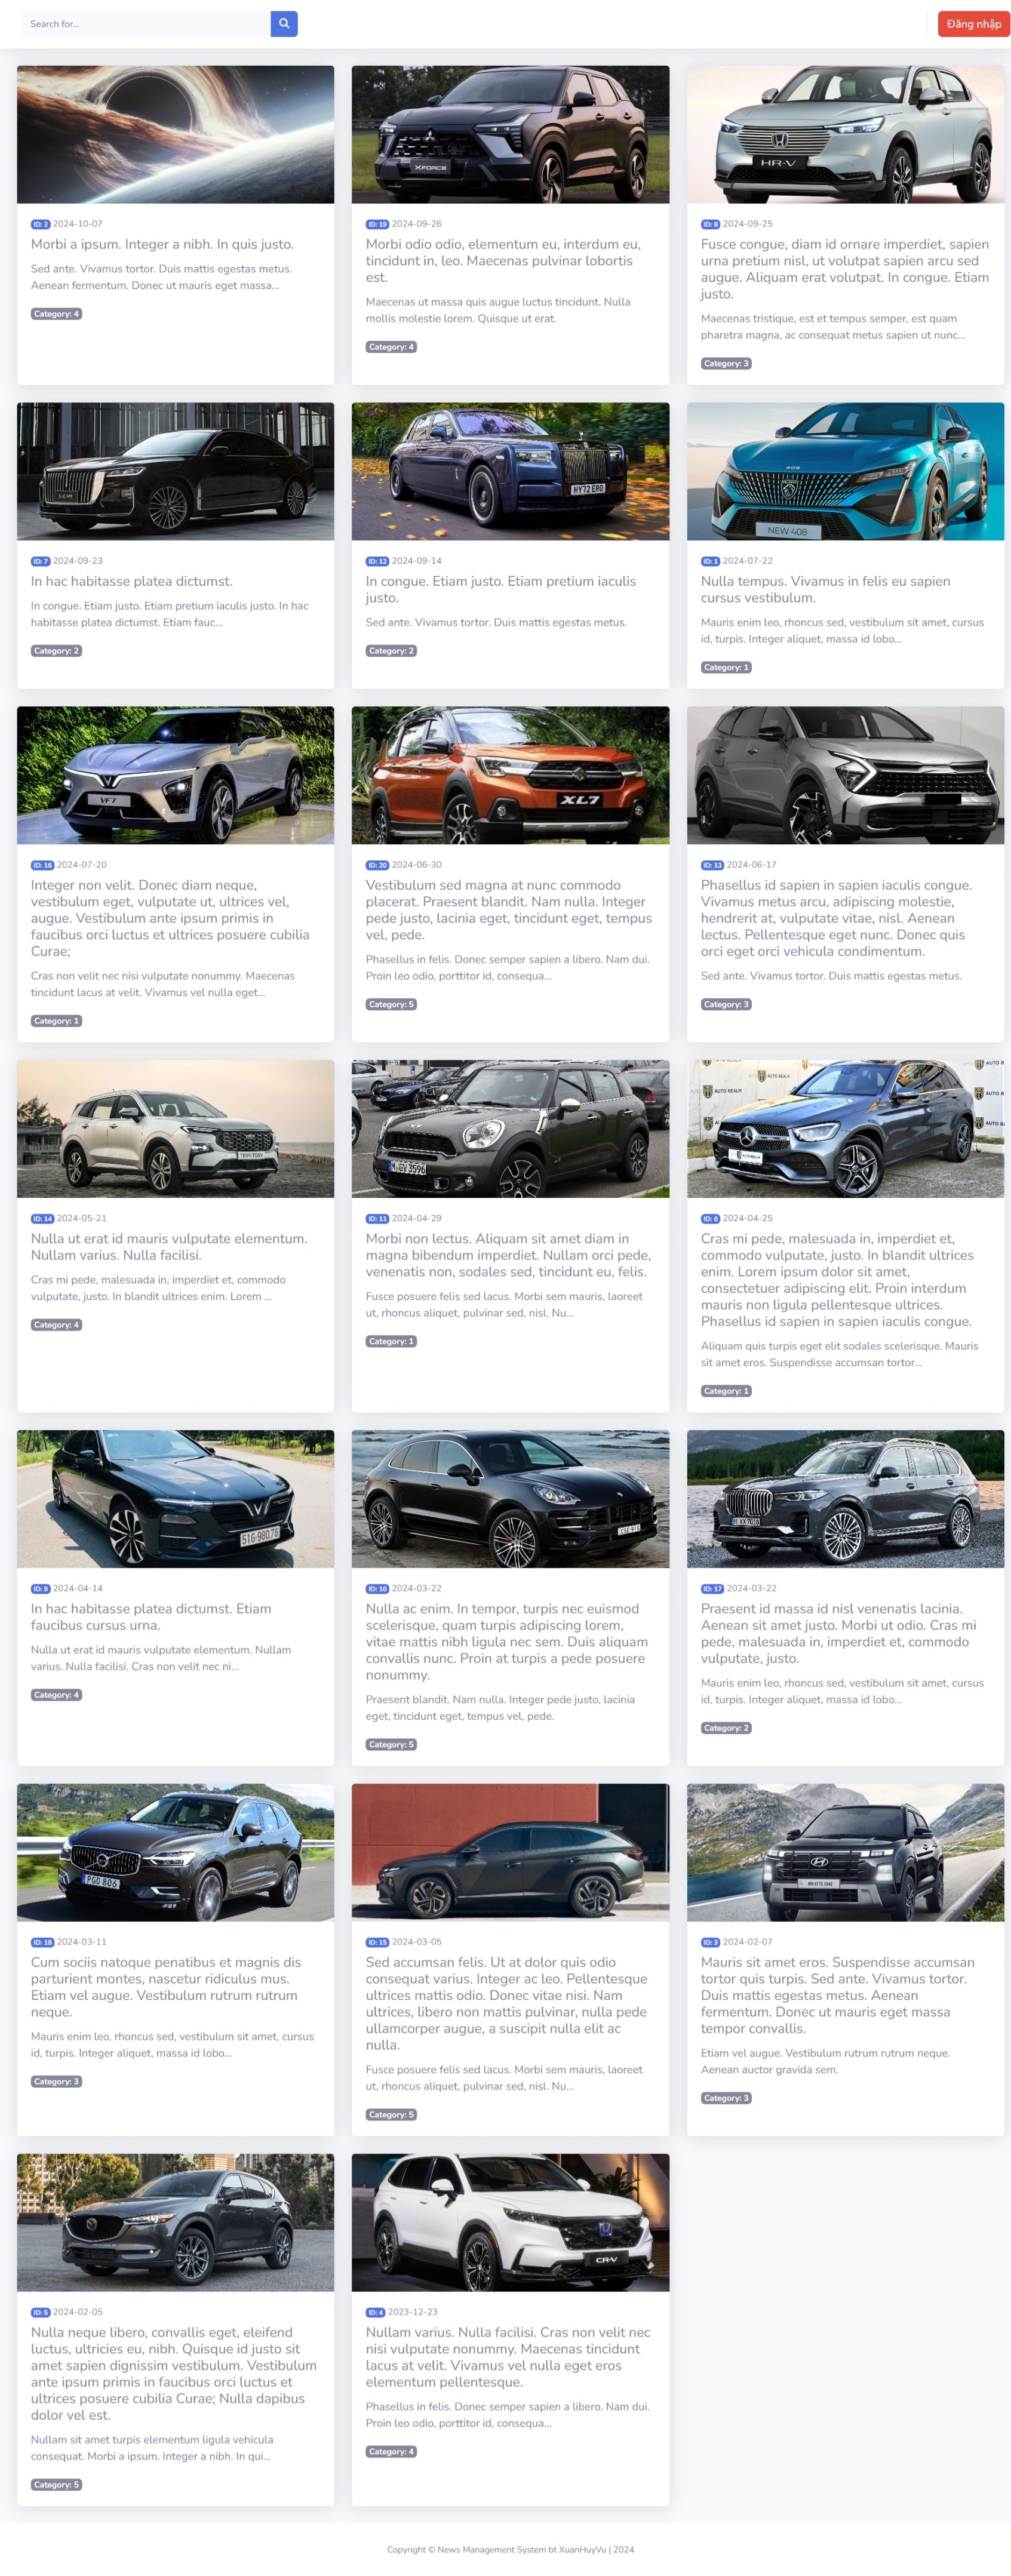 Search for...
Đăng nhập
ID: 2 2024-10-07
Morbi a ipsum. Integer a nibh. In quis justo.
Sed ante. Vivamus tortor. Duis mattis egestas metus.
Aenean fermentum. Donec ut mauris eget massa...
Category: 4
XFORCE
ID: 19 2024-09-26
Morbi odio odio, elementum eu, interdum eu,
tincidunt in, leo. Maecenas pulvinar lobortis
est.
Maecenas ut massa quis augue luctus tincidunt. Nulla
mollis molestie lorem. Quisque ut erat.
Category: 4
HR-V
ID: 8 2024-09-25
Fusce congue, diam id ornare imperdiet, sapien
urna pretium nisl, ut volutpat sapien arcu sed
augue. Aliquam erat volutpat. In congue. Etiam
justo.
Maecenas tristique, est et tempus semper, est quam
pharetra magna, ac consequat metus sapien ut nunc...
Category: 3
ID: 7 2024-09-23
In hac habitasse platea dictumst.
In congue. Etiam justo. Etiam pretium iaculis justo. In hac
habitasse platea dictumst. Etiam fauc...
Category: 2
HY72 ERO
ID: 12 2024-09-14
In congue. Etiam justo. Etiam pretium iaculis
justo.
Sed ante. Vivamus tortor. Duis mattis egestas metus.
Category: 2
408
NEW 408
ID: 1 2024-07-22
Nulla tempus. Vivamus in felis eu sapien
cursus vestibulum.
Mauris enim leo, rhoncus sed, vestibulum sit amet, cursus
id, turpis. Integer aliquet, massa id lobo...
Category: 1
VF7
ID: 16 2024-07-20
Integer non velit. Donec diam neque,
vestibulum eget, vulputate ut, ultrices vel,
augue. Vestibulum ante ipsum primis in
faucibus orci luctus et ultrices posuere cubilia
Curae;
Cras non velit nec nisi vulputate nonummy. Maecenas
tincidunt lacus at velit. Vivamus vel nulla eget...
Category: 1
XL7
ID: 20 2024-06-30
Vestibulum sed magna at nunc commodo
placerat. Praesent blandit. Nam nulla. Integer
pede justo, lacinia eget, tincidunt eget, tempus
vel, pede.
Phasellus in felis. Donec semper sapien a libero. Nam dui.
Proin leo odio, porttitor id, consequa...
Category: 5
ID: 13 2024-06-17
Phasellus id sapien in sapien iaculis congue.
Vivamus metus arcu, adipiscing molestie,
hendrerit at, vulputate vitae, nisl. Aenean
lectus. Pellentesque eget nunc. Donec quis
orci eget orci vehicula condimentum.
Sed ante. Vivamus tortor. Duis mattis egestas metus.
Category: 3
ID: 14 2024-05-21
Nulla ut erat id mauris vulputate elementum.
Nullam varius. Nulla facilisi.
Cras mi pede, malesuada in, imperdiet et, commodo
vulputate, justo. In blandit ultrices enim. Lorem ...
Category: 4
M GV 3596
ID: 11 2024-04-29
Morbi non lectus. Aliquam sit amet diam in
magna bibendum imperdiet. Nullam orci pede,
venenatis non, sodales sed, tincidunt eu, felis.
Fusce posuere felis sed lacus. Morbi sem mauris, laoreet
ut, rhoncus aliquet, pulvinar sed, nisl. Nu...
Category: 1
AUTO REALM
ID: 6 2024-04-25
Cras mi pede, malesuada in, imperdiet et,
commodo vulputate, justo. In blandit ultrices
enim. Lorem ipsum dolor sit amet,
consectetuer adipiscing elit. Proin interdum
mauris non ligula pellentesque ultrices.
Phasellus id sapien in sapien iaculis congue.
Aliquam quis turpis eget elit sodales scelerisque. Mauris
sit amet eros. Suspendisse accumsan tortor...
Category: 1
51G-980.76
ID: 9 2024-04-14
In hac habitasse platea dictumst. Etiam
faucibus cursus urna.
Nulla ut erat id mauris vulputate elementum. Nullam
varius. Nulla facilisi. Cras non velit nec ni...
Category: 4
ID: 10 2024-03-22
Nulla ac enim. In tempor, turpis nec euismod
scelerisque, quam turpis adipiscing lorem,
vitae mattis nibh ligula nec sem. Duis aliquam
convallis nunc. Proin at turpis a pede posuere
nonummy.
Praesent blandit. Nam nulla. Integer pede justo, lacinia
eget, tincidunt eget, tempus vel, pede.
Category: 5
ID: 17 2024-03-22
Praesent id massa id nisl venenatis lacinia.
Aenean sit amet justo. Morbi ut odio. Cras mi
pede, malesuada in, imperdiet et, commodo
vulputate, justo.
Mauris enim leo, rhoncus sed, vestibulum sit amet, cursus
id, turpis. Integer aliquet, massa id lobo...
Category: 2
PGD 806
ID: 18 2024-03-11
Cum sociis natoque penatibus et magnis dis
parturient montes, nascetur ridiculus mus.
Etiam vel augue. Vestibulum rutrum rutrum
neque.
Mauris enim leo, rhoncus sed, vestibulum sit amet, cursus
id, turpis. Integer aliquet, massa id lobo...
Category: 3
ID: 15 2024-03-05
Sed accumsan felis. Ut at dolor quis odio
consequat varius. Integer ac leo. Pellentesque
ultrices mattis odio. Donec vitae nisi. Nam
ultrices, libero non mattis pulvinar, nulla pede
ullamcorper augue, a suscipit nulla elit ac
nulla.
Fusce posuere felis sed lacus. Morbi sem mauris, laoreet
ut, rhoncus aliquet, pulvinar sed, nisl. Nu...
Category: 5
ID: 3 2024-02-07
Mauris sit amet eros. Suspendisse accumsan
tortor quis turpis. Sed ante. Vivamus tortor.
Duis mattis egestas metus. Aenean
fermentum. Donec ut mauris eget massa
tempor convallis.
Etiam vel augue. Vestibulum rutrum rutrum neque.
Aenean auctor gravida sem.
Category: 3
ID: 5 2024-02-05
Nulla neque libero, convallis eget, eleifend
luctus, ultricies eu, nibh. Quisque id justo sit
amet sapien dignissim vestibulum. Vestibulum
ante ipsum primis in faucibus orci luctus et
ultrices posuere cubilia Curae; Nulla dapibus
dolor vel est.
Nullam sit amet turpis elementum ligula vehicula
consequat. Morbi a ipsum. Integer a nibh. In qui...
Category: 5
CR-V
ID: 4 2023-12-23
Nullam varius. Nulla facilisi. Cras non velit nec
nisi vulputate nonummy. Maecenas tincidunt
lacus at velit. Vivamus vel nulla eget eros
elementum pellentesque.
Phasellus in felis. Donec semper sapien a libero. Nam dui.
Proin leo odio, porttitor id, consequa...
Category: 4
Copyright © News Management System bt XuanHuyVu | 2024